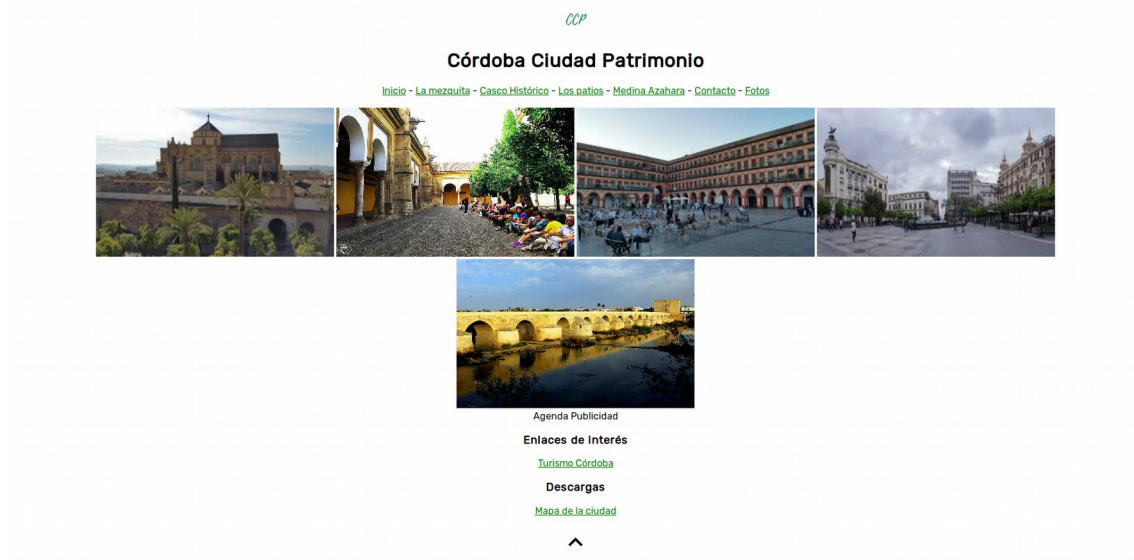 CCP
Córdoba Ciudad Patrimonio
Inicio - La mezquita - Casco Histórico - Los patios - Medina Azahara - Contacto - Fotos
Agenda Publicidad
Enlaces de interés
Turismo Córdoba
Descargas
Mapa de la ciudad